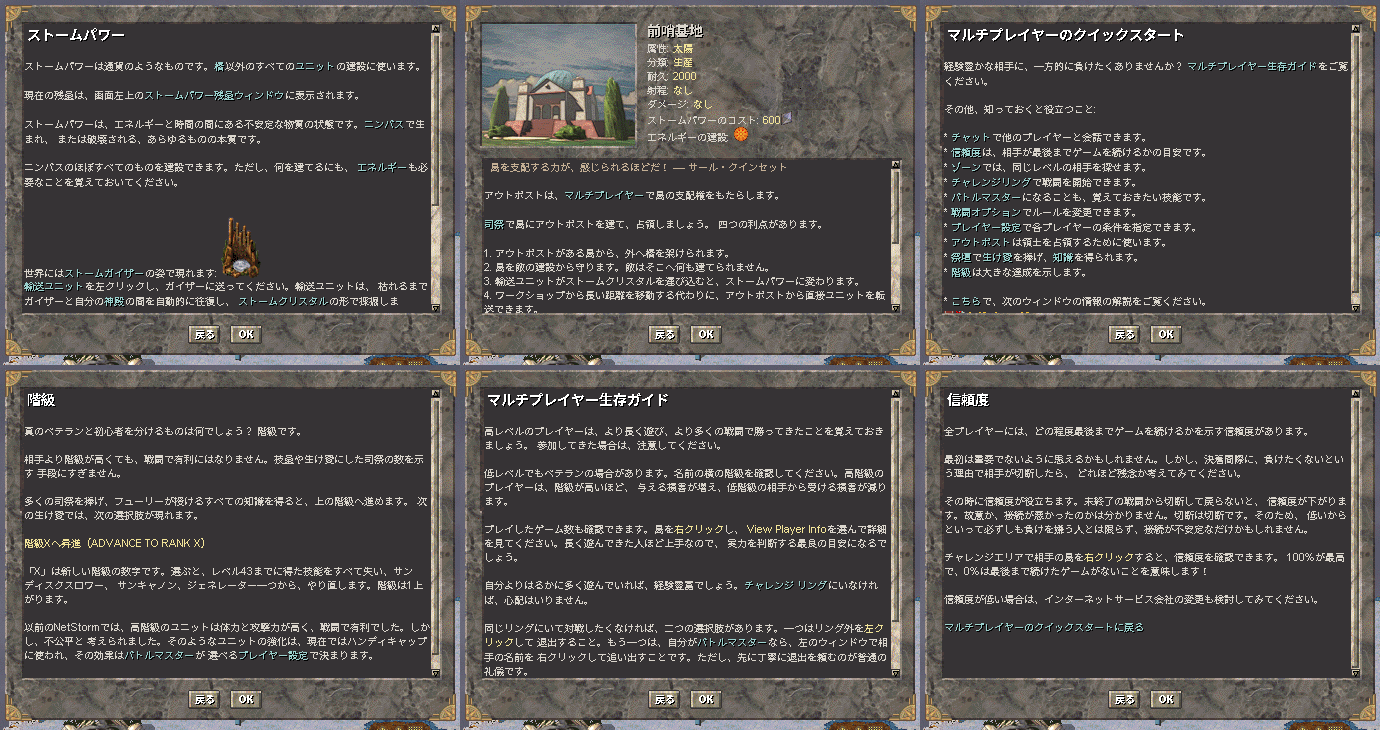 ストームパワー
ストームパワーは通貨のようなものです。橋以外のすべてのユニットの建設に使います。
現在の残量は、画面左上のストームパワー残量ウィンドウに表示されます。
ストームパワーは、エネルギーと時間の間にある不安定な物質の状態です。ニンバスで生
まれ、 または破壊される、あらゆるものの本質です。
ニンバスのほぼすべてのものを建設できます。ただし、何を建てるにも、 エネルギーも必
要なことを覚えておいてください。
世界にはストームガイザーの姿で現れます:
輸送ユニットを左クリックし、ガイザーに送ってください。輸送ユニットは、 枯れるまで
ガイザーと自分の神殿の間を自動的に往復し、 ストームクリスタルの形で採掘しま
戻る
OK
前哨基地
属性: 太陽
分類: 生産
耐久: 2000
射程: なし
ダメージ: なし
ストームパワーのコスト: 600
エネルギーの建設:
島を支配する力が、感じられるほどだ！ — サール・クインセット
アウトポストは、マルチプレイヤーで島の支配権をもたらします。
司祭で島にアウトポストを建て、占領しましょう。 四つの利点があります。
1. アウトポストがある島から、外へ橋を架けられます。
2. 島を敵の建設から守ります。敵はそこへ何も建てられません。
3. 輸送ユニットがストームクリスタルを運び込むと、ストームパワーに変わります。
4. ワークショップから長い距離を移動する代わりに、アウトポストから直接ユニットを転
送できます。
戻る
OK
マルチプレイヤーのクイックスタート
経験豊かな相手に、一方的に負けたくありませんか？ マルチプレイヤー生存ガイドをご覧
ください。
その他、知っておくと役立つこと:
* チャットで他のプレイヤーと会話できます。
* 信頼度は、相手が最後までゲームを続けるかの目安です。
* ゾーンでは、同じレベルの相手を探せます。
* チャレンジリングで戦闘を開始できます。
* バトルマスターになることも、覚えておきたい技能です。
* 戦闘オプションでルールを変更できます。
* プレイヤー設定で各プレイヤーの条件を指定できます。
* アウトポストは領土を占領するために使います。
* 祭壇で生け贄を捧げ、知識を得られます。
* 階級は大きな達成を示します。
* こちらで、次のウィンドウの情報の解説をご覧ください。
戻る
OK
階級
真のベテランと初心者を分けるものは何でしょう？ 階級です。
相手より階級が高くても、戦闘で有利にはなりません。技量や生け贄にした司祭の数を示
す 手段にすぎません。
多くの司祭を捧げ、フューリーが授けるすべての知識を得ると、上の階級へ進めます。 次
の生け贄では、次の選択肢が現れます。
階級Xへ昇進（ADVANCE TO RANK X）
「X」は新しい階級の数字です。選ぶと、レベル43までに得た技能をすべて失い、サン
ディスクスロワー、 サンキャノン、ジェネレーター一つから、やり直します。階級は1上
がります。
以前のNetStormでは、高階級のユニットは体力と攻撃力が高く、戦闘で有利でした。しか
し、不公平と 考えられました。そのようなユニットの強化は、現在ではハンディキャップ
に使われ、その効果はバトルマスターが 選べるプレイヤー設定で決まります。
戻る
OK
マルチプレイヤー生存ガイド
高レベルのプレイヤーは、より長く遊び、より多くの戦闘で勝ってきたことを覚えておき
ましょう。 参加してきた場合は、注意してください。
低レベルでもベテランの場合があります。名前の横の階級を確認してください。高階級の
プレイヤーは、階級が高いほど、 与える損害が増え、低階級の相手から受ける損害が減り
ます。
プレイしたゲーム数も確認できます。島を右クリックし、 View Player Infoを選んで詳細
を見てください。長く遊んできた人ほど上手なので、 実力を判断する最良の目安になるで
しょう。
自分よりはるかに多く遊んでいれば、経験豊富でしょう。チャレンジ リングにいなけれ
ば、心配はいりません。
同じリングにいて対戦したくなければ、二つの選択肢があります。一つはリング外を左ク
リックして 退出すること。もう一つは、自分がバトルマスターなら、左のウィンドウで相
手の名前を 右クリックして追い出すことです。ただし、先に丁寧に退出を頼むのが普通の
礼儀です。
戻る
OK
信頼度
全プレイヤーには、どの程度最後までゲームを続けるかを示す信頼度があります。
最初は重要でないように思えるかもしれません。しかし、決着間際に、負けたくないとい
う理由で相手が切断したら、 どれほど残念か考えてみてください。
その時に信頼度が役立ちます。未終了の戦闘から切断して戻らないと、 信頼度が下がりま
す。故意か、接続が悪かったのかは分かりません。切断は切断です。そのため、 低いから
といって必ずしも負けを嫌う人とは限らず、接続が不安定なだけかもしれません。
チャレンジエリアで相手の島を右クリックすると、信頼度を確認できます。 100%が最高
で、0%は最後まで続けたゲームがないことを意味します！
信頼度が低い場合は、インターネットサービス会社の変更も検討してみてください。
マルチプレイヤーのクイックスタートに戻る
戻る
OK